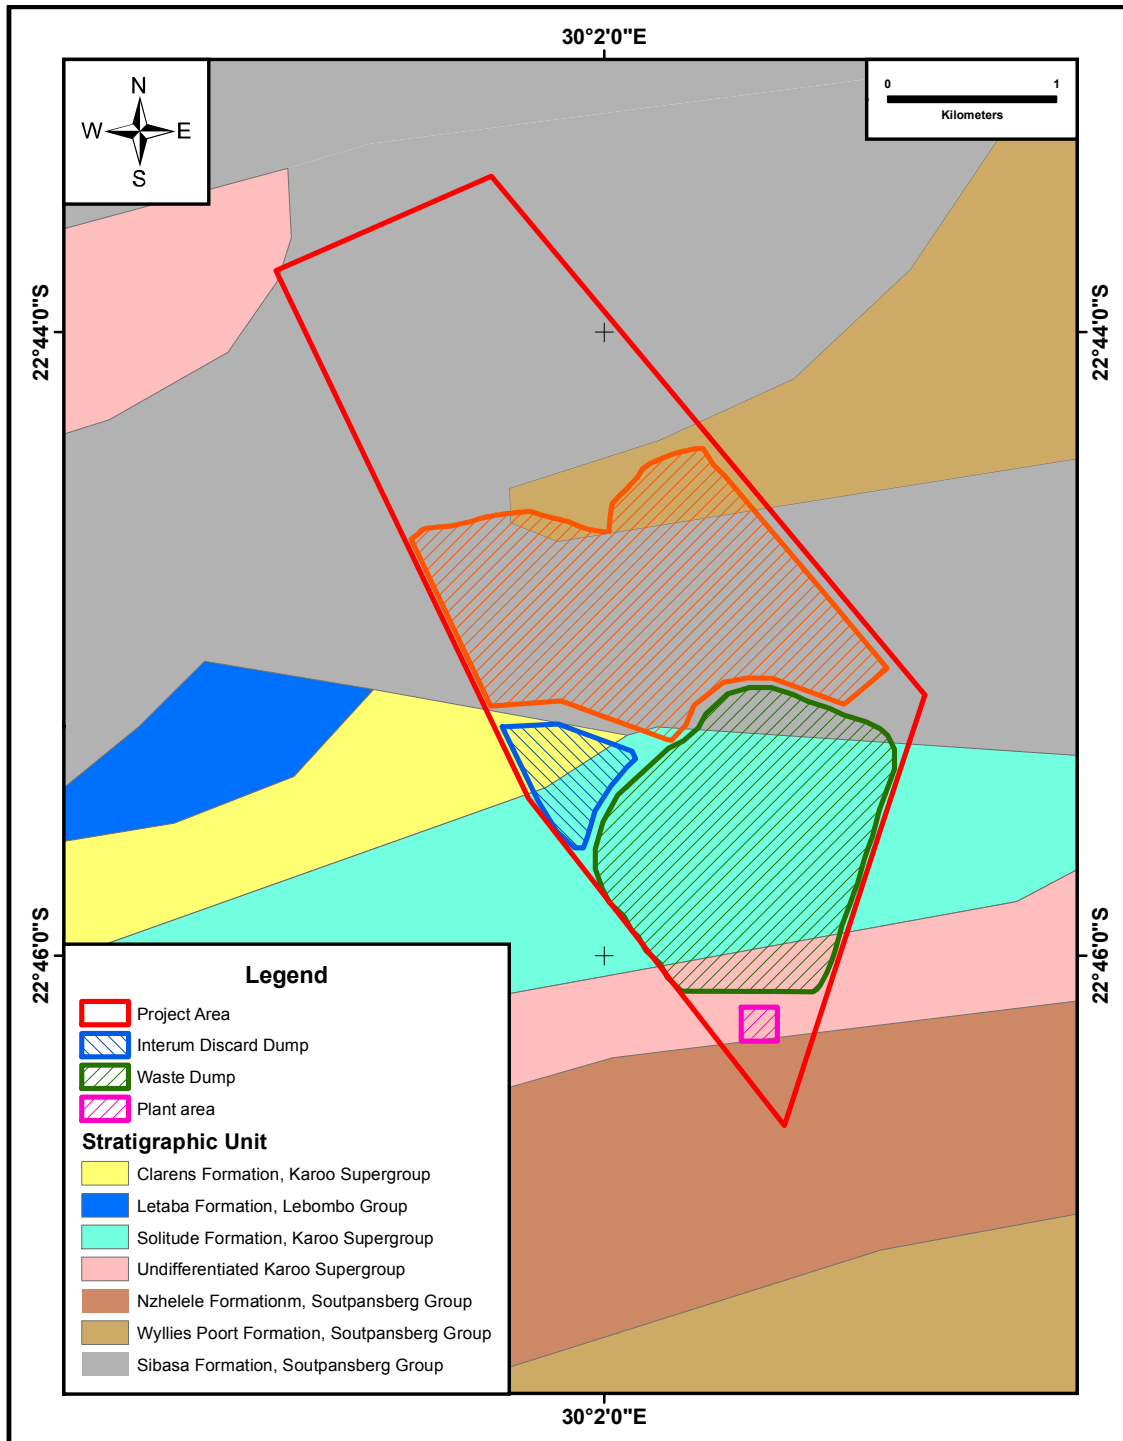 30°2'0"E
N
W E
S
0 1
Kilometers
22°44'0"S
22°44'0"S
22°46'0"S
22°46'0"S
Legend
Project Area
Interum Discard Dump
Waste Dump
Plant area
Stratigraphic Unit
Clarens Formation, Karoo Supergroup
Letaba Formation, Lebombo Group
Solitude Formation, Karoo Supergroup
Undifferentiated Karoo Supergroup
Nzhelele Formationm, Soutpansberg Group
Wyllies Poort Formation, Soutpansberg Group
Sibasa Formation, Soutpansberg Group
30°2'0"E